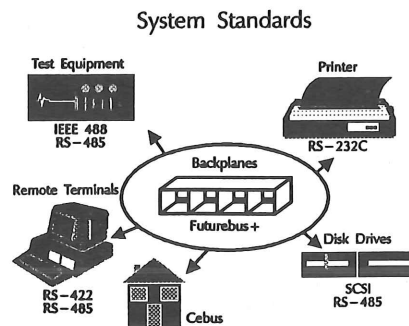 System Standards
Test Equipment
IEEE 488
RS-485
Printer
RS-232C
Backplanes
Futurebus+
Remote Terminals
RS-422
RS-485
Disk Drives
SCSI
RS-485
Cebus